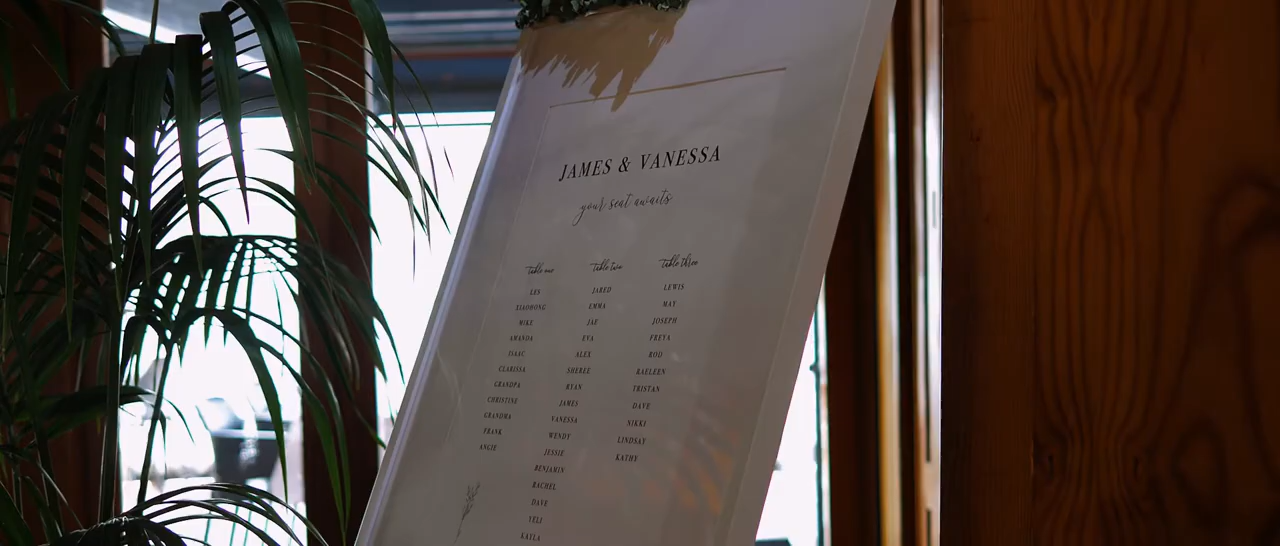 JAMES & VANESSA
your seat awaits
table one
LES
XIAOHONG
MIKE
AMANDA
ISAAC
CLARISSA
GRANDPA
CHRISTINE
GRANDMA
FRANK
ANGIE
table two
JARED
EMMA
JAE
EVA
ALEX
SHEREE
RYAN
JAMES
VANESSA
WENDY
JESSIE
BENJAMIN
RACHEL
DAVE
YELI
KAYLA
table three
LEWIS
MAY
JOSEPH
FREYA
ROD
RAELEEN
TRISTAN
DAVE
NIKKI
LINDSAY
KATHY